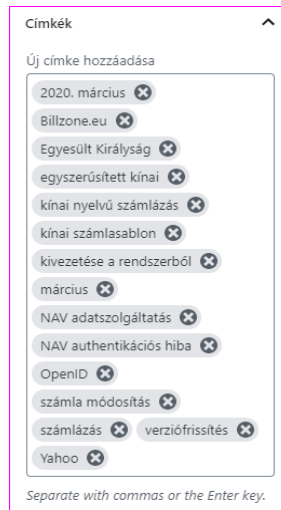 Címkék
Új címke hozzáadása
2020. március
Billzone.eu
Egyesült Királyság
egyszerűsített kínai
kínai nyelvű számlázás
kínai számlasablon
kivezetése a rendszerből
március
NAV adatszolgáltatás
NAV authentikációs hiba
OpenID
számla módosítás
számlázás verziófrissítés
Yahoo
Separate with commas or the Enter key.